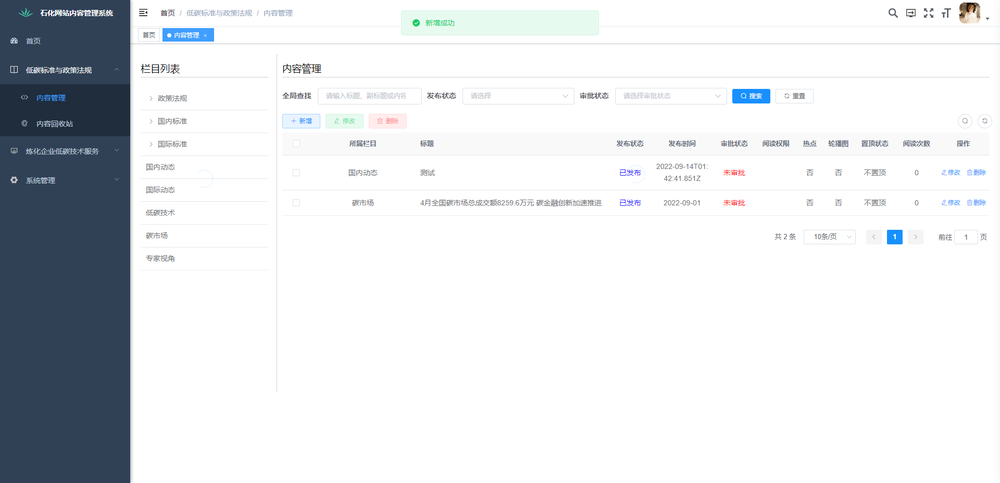 石化网站内容管理系统
首页
低碳标准与政策法规
内容管理
内容回收站
炼化企业低碳技术服务
系统管理
首页 / 低碳标准与政策法规 / 内容管理
新增成功
首页
内容管理 ×
栏目列表
政策法规
国内标准
国际标准
国内动态
国际动态
低碳技术
碳市场
专家视角
内容管理
全局查找 请输入标题、副标题或内容 发布状态 请选择 审批状态 请选择审批状态 搜索 重置
新增 修改 删除
所属栏目 标题 发布状态 发布时间 审批状态 阅读权限 热点 轮播图 置顶状态 阅读次数 操作
国内动态 测试 已发布 2022-09-14T01:42:41.851Z 未审批 否 否 不置顶 0 修改 删除
碳市场 4月全国碳市场总成交额8259.6万元 碳金融创新加速推进 已发布 2022-09-01 未审批 否 否 不置顶 0 修改 删除
共 2 条 10条/页 1 前往 1 页